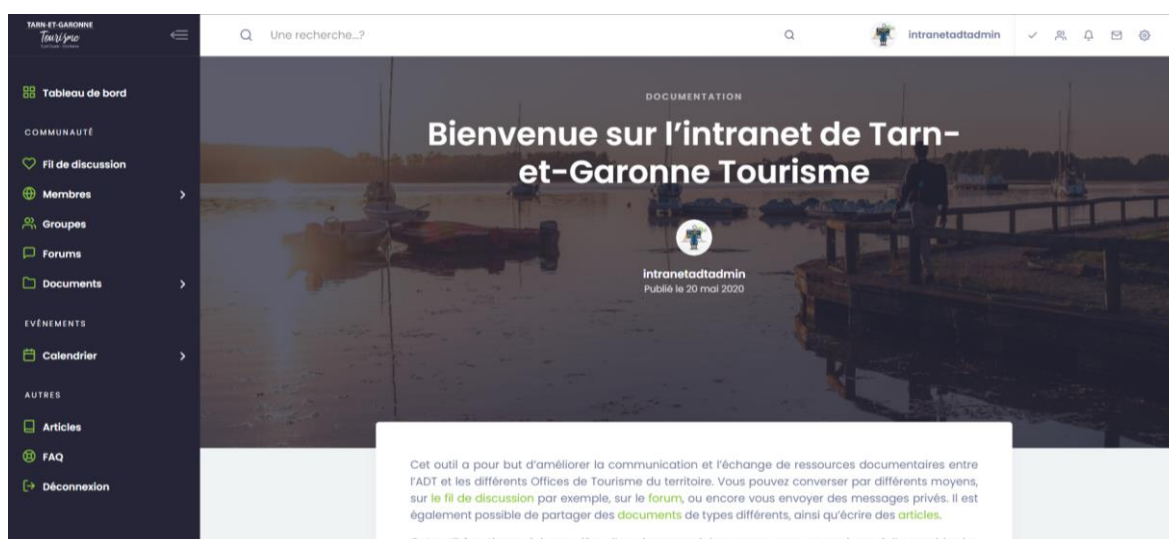 TARN-ET-GARONNE
Tourisme
Une recherche...?
intranetadtadmin
Tableau de bord
COMMUNAUTÉ
Fil de discussion
Membres
Groupes
Forums
Documents
EVÉNEMENTS
Calendrier
AUTRES
Articles
FAQ
Déconnexion
DOCUMENTATION
Bienvenue sur l'intranet de Tarn-
et-Garonne Tourisme
intranetadtadmin
Publié le 20 mai 2020
Cet outil a pour but d'améliorer la communication et l'échange de ressources documentaires entre
l'ADT et les différents Offices de Tourisme du territoire. Vous pouvez converser par différents moyens,
sur le fil de discussion par exemple, sur le forum, ou encore vous envoyer des messages privés. Il est
également possible de partager des documents de types différents, ainsi qu'écrire des articles.